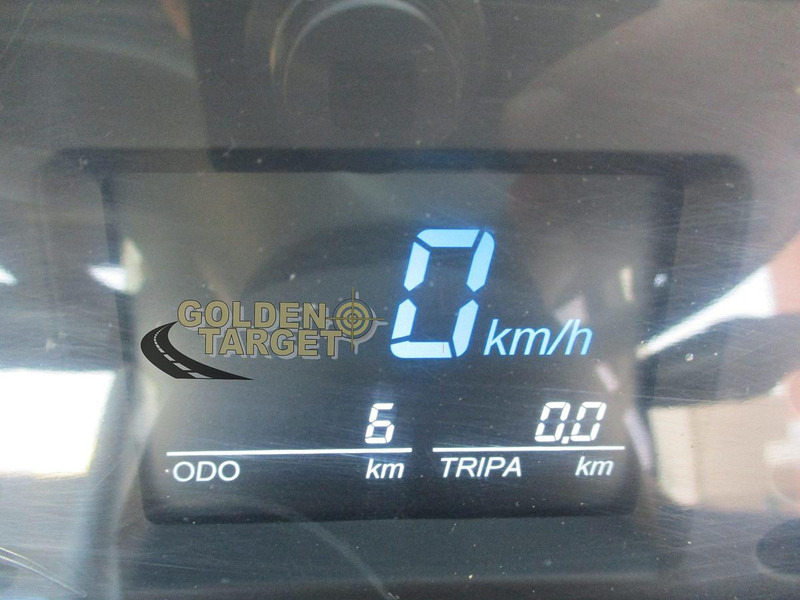 0 km/h
GOLDEN
TARGET
6 0.0
ODO km TRIPA km